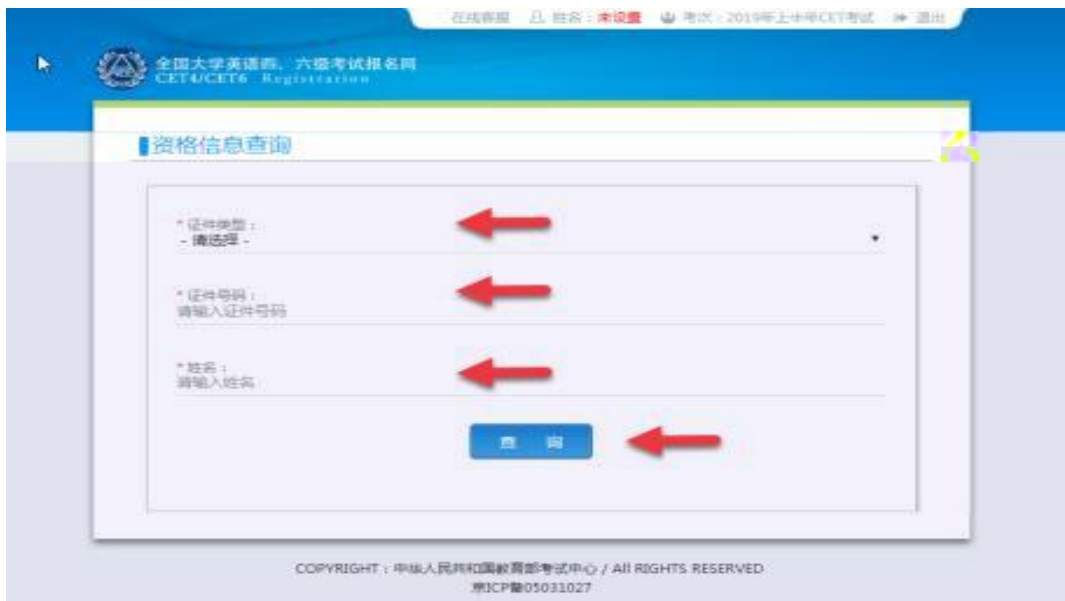 在线客服 姓名：未设置 考次：2019年上半年CET考试 退出
全国大学英语四、六级考试报名网
CET4/CET6 Registration
资格信息查询
* 证件类型：
- 请选择 -
* 证件号码：
请输入证件号码
* 姓名：
请输入姓名
查 询
COPYRIGHT：中华人民共和国教育部考试中心 / All RIGHTS RESERVED
京ICP备05031027